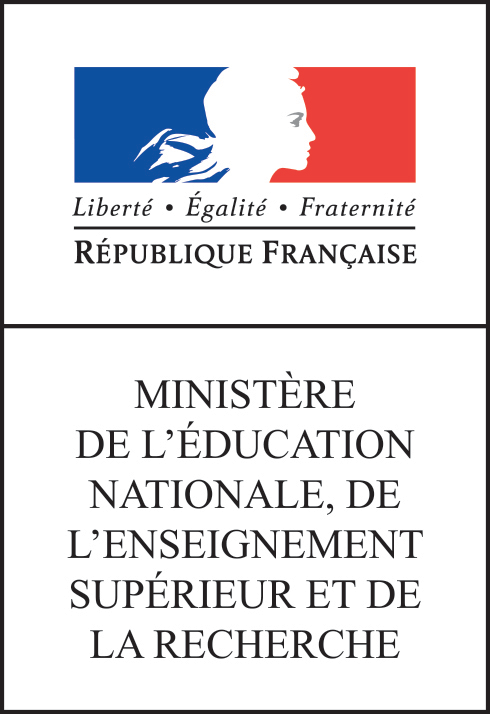 Liberté • Égalité • Fraternité
RÉPUBLIQUE FRANÇAISE
MINISTÈRE
DE L’ÉDUCATION
NATIONALE, DE
L’ENSEIGNEMENT
SUPÉRIEUR ET DE
LA RECHERCHE